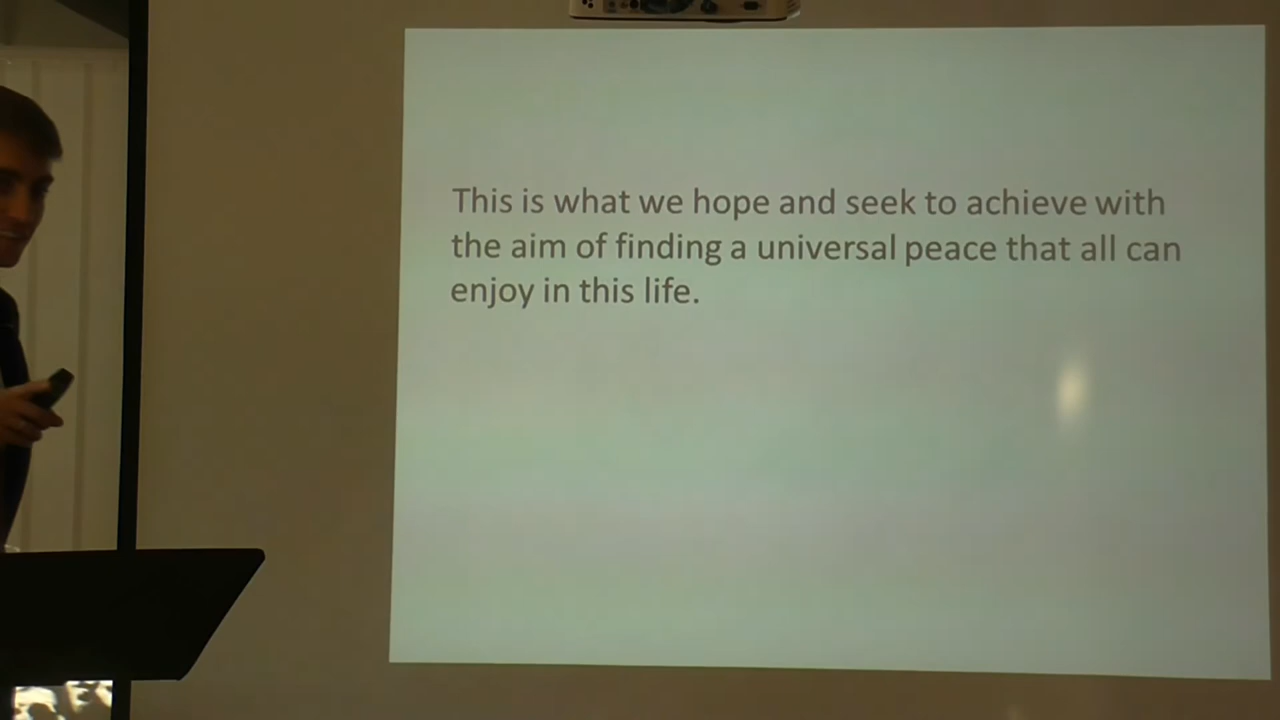 This is what we hope and seek to achieve with
the aim of finding a universal peace that all can
enjoy in this life.